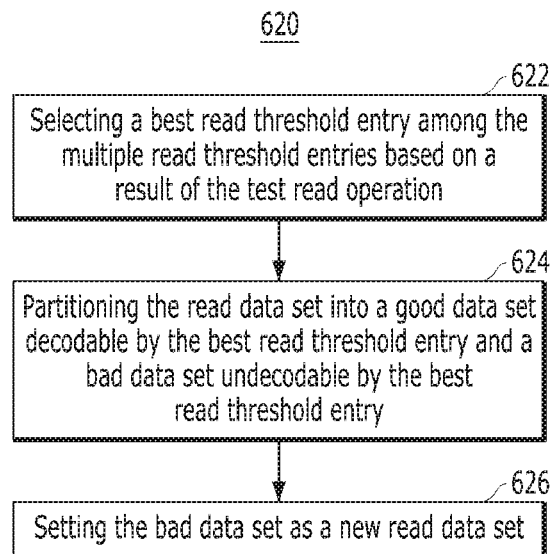 620
622
Selecting a best read threshold entry among the
multiple read threshold entries based on a
result of the test read operation
624
Partitioning the read data set into a good data set
decodable by the best read threshold entry and a
bad data set undecodable by the best
read threshold entry
626
Setting the bad data set as a new read data set